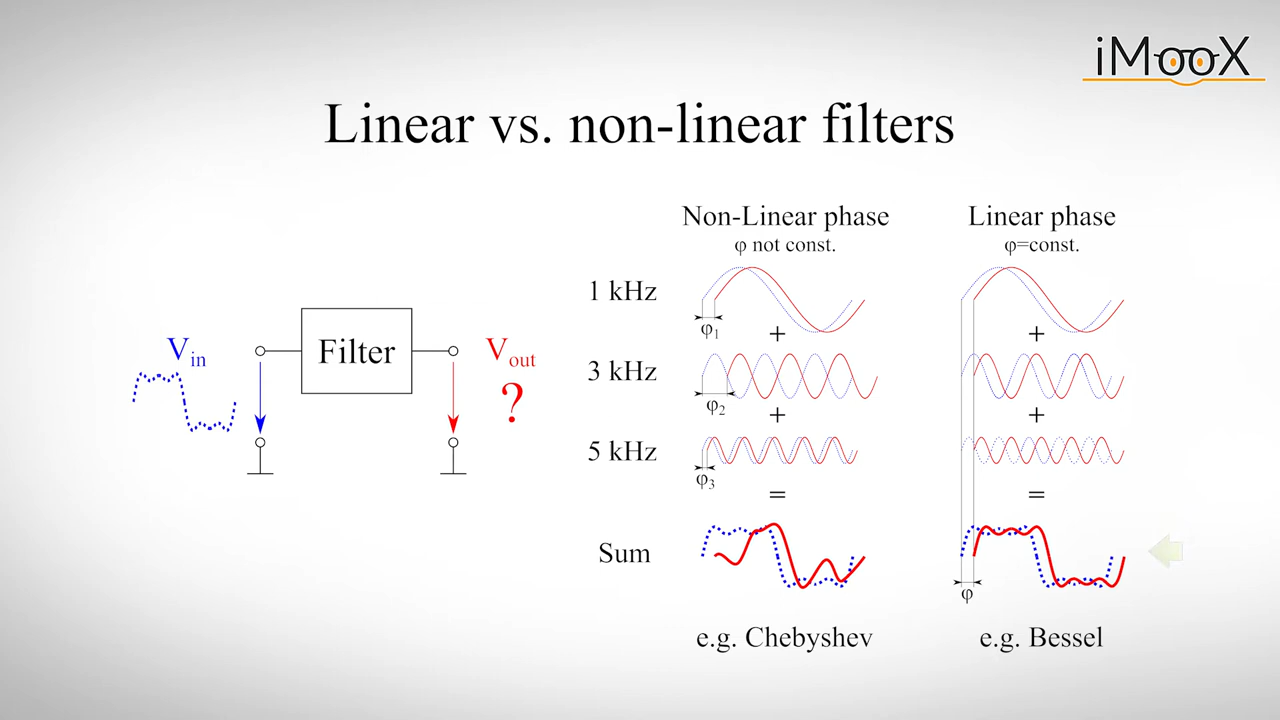 iMooX
Linear vs. non-linear filters
Non-Linear phase
φ not const.
Linear phase
φ=const.
1 kHz
φ1
+
+
Vin
Filter
Vout
?
3 kHz
φ2
+
+
5 kHz
φ3
=
=
Sum
φ
e.g. Chebyshev
e.g. Bessel